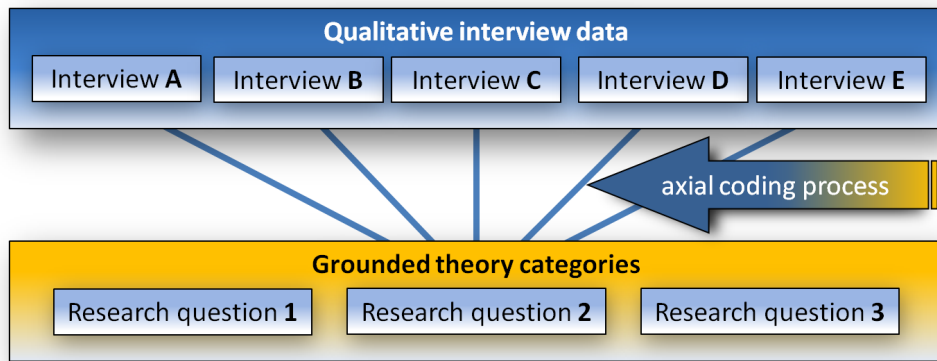 Qualitative interview data
Interview A
Interview B
Interview C
Interview D
Interview E
axial coding process
Grounded theory categories
Research question 1
Research question 2
Research question 3